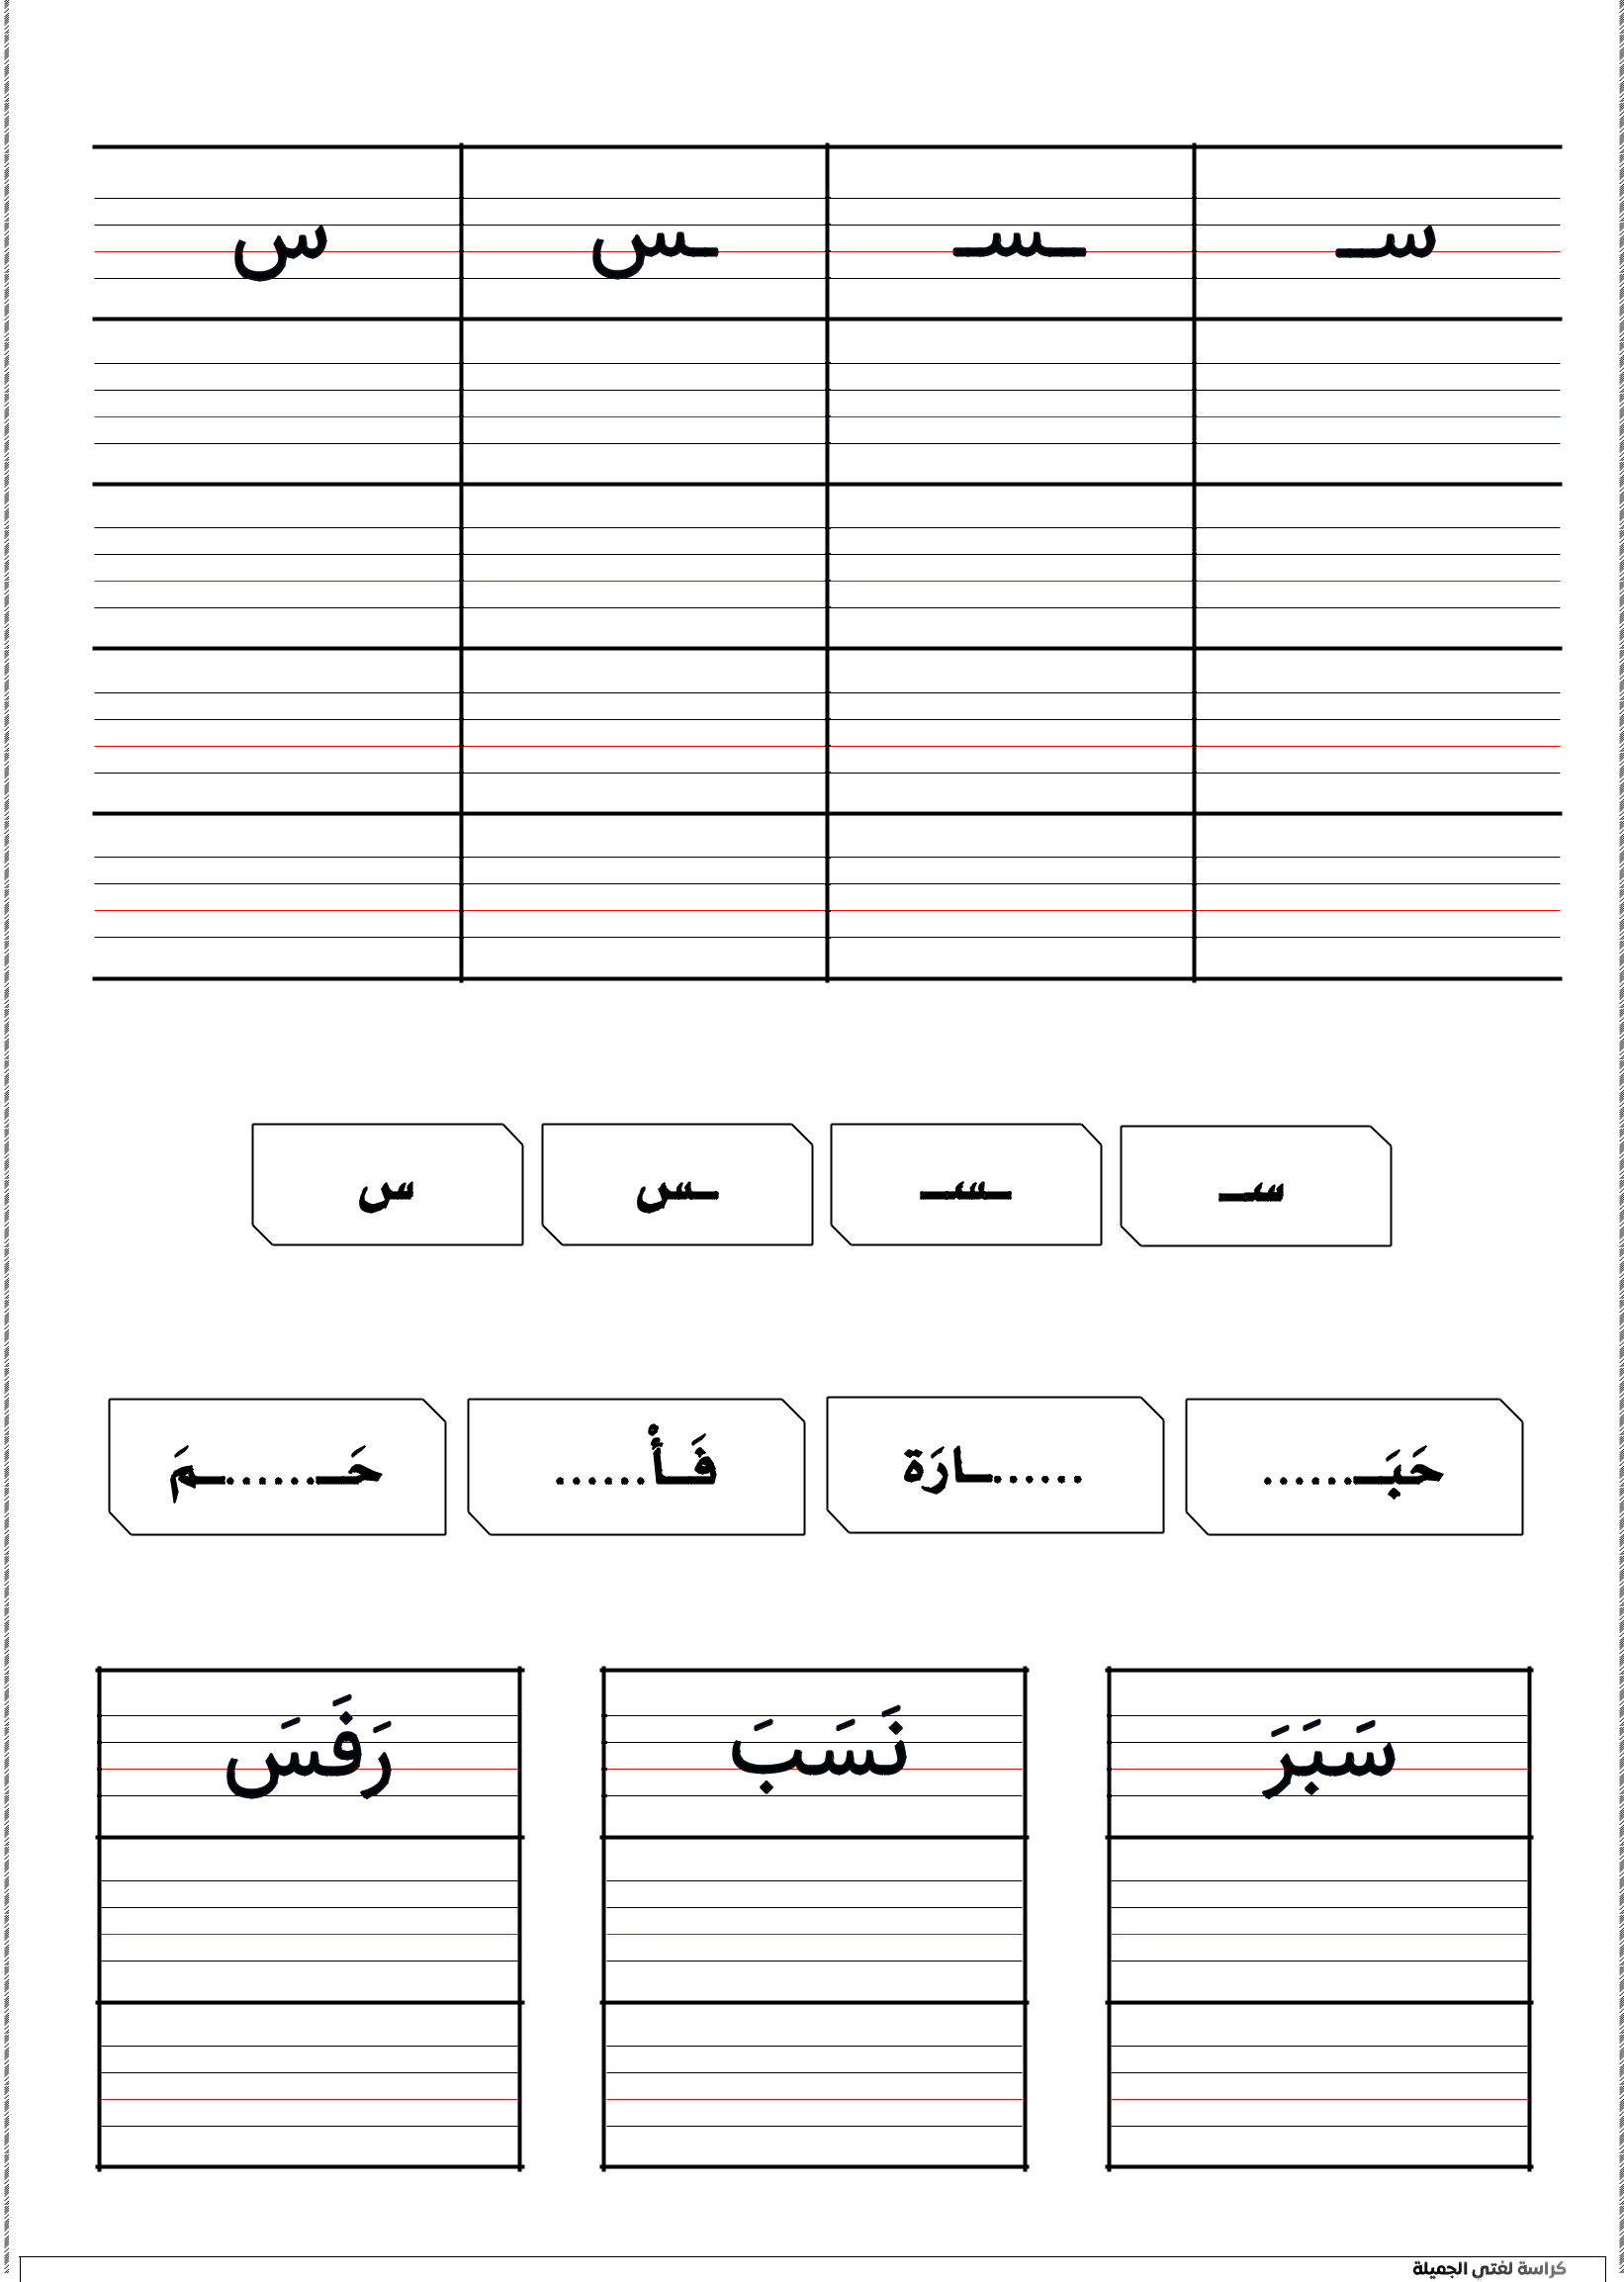 سـ ـسـ ـس س
سـ ـسـ ـس س
حَبَـ...... ......ـارَة فَـأْ...... حَـ......ـمَ
سَبَرَ نَسَبَ رَفَسَ
كراسة لغتي الجميلة